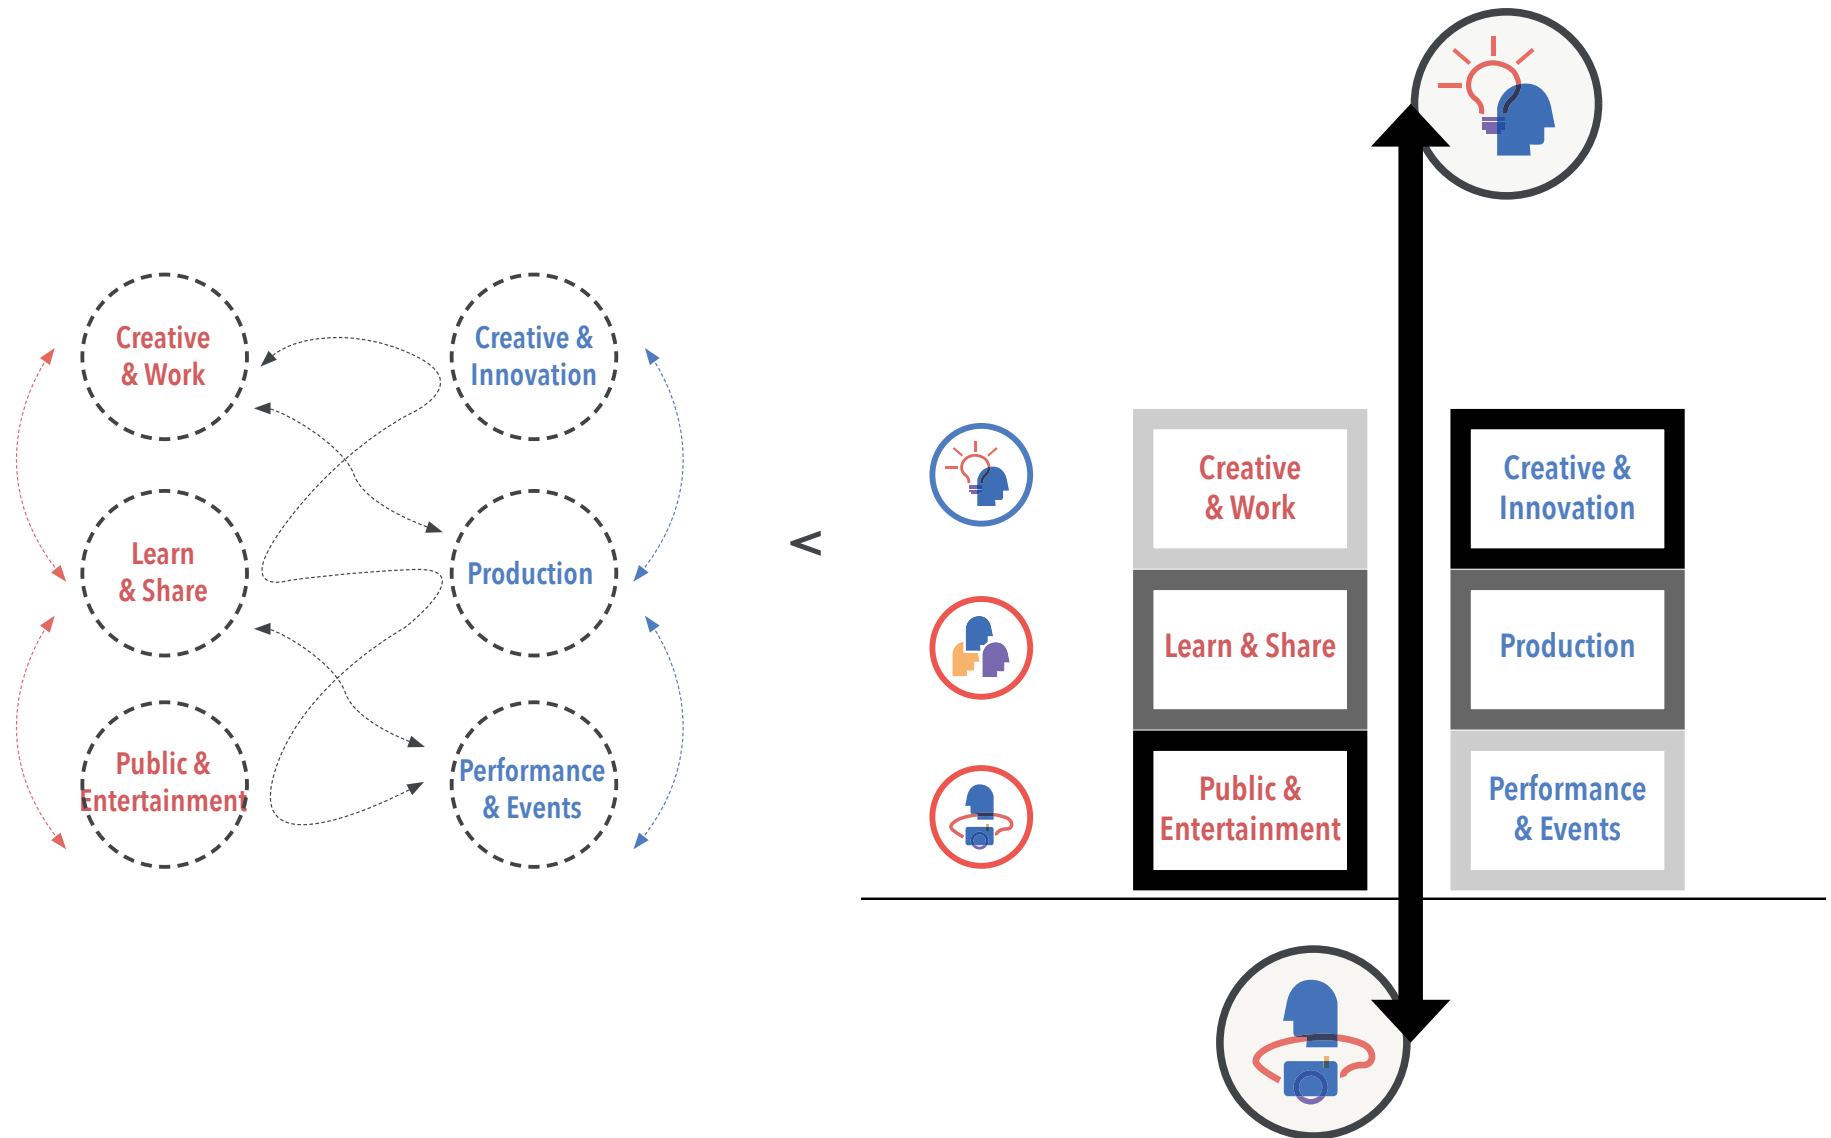 Creative
& Work
Creative &
Innovation
Learn
& Share
Production
Public &
Entertainment
Performance
& Events
<
Creative
& Work
Creative &
Innovation
Learn & Share
Production
Public &
Entertainment
Performance
& Events